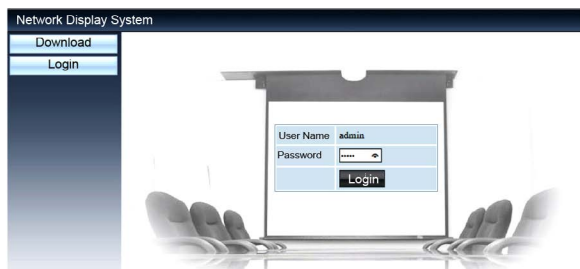 Network Display System
Download
Login
User Name admin
Password •••••
Login